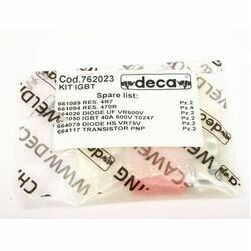 Cod.762023
KIT IGBT
deca
Spare list:
661089 RES. 4R7 Pz.2
661094 RES. 470R Pz.4
664026 DIODE UF VR600V Pz.2
IGBT 40A 600V TO247 Pz.2
664079 DIODE HS VR75V Pz.2
664117 TRANSISTOR PNP Pz.2